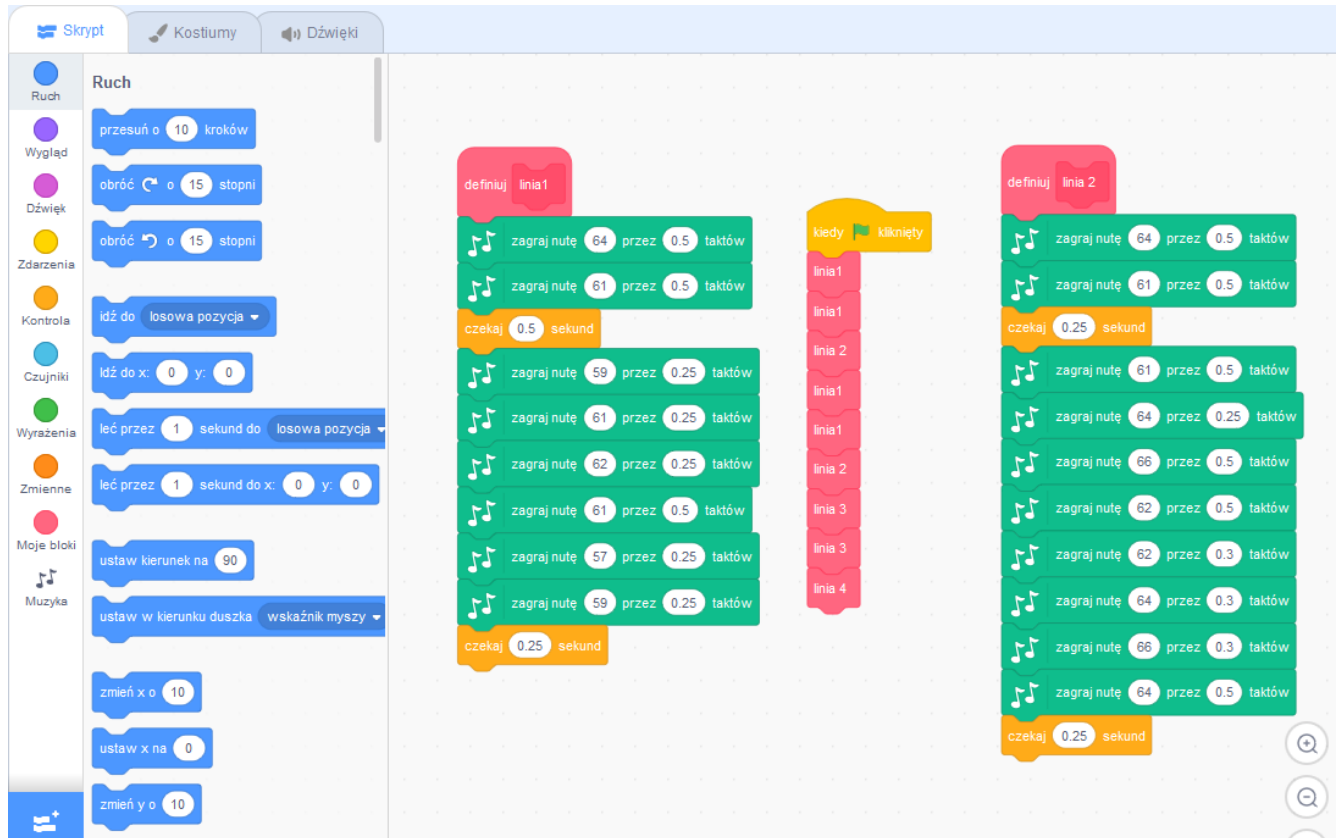 Skrypt
Kostiumy
Dźwięki
Ruch
Wygląd
Dźwięk
Zdarzenia
Kontrola
Czujniki
Wyrażenia
Zmienne
Moje bloki
Muzyka
Ruch
przesuń o 10 kroków
obróć o 15 stopni
obróć o 15 stopni
idź do losowa pozycja
Idź do x: 0 y: 0
leć przez 1 sekund do losowa pozycja
leć przez 1 sekund do x: 0 y: 0
ustaw kierunek na 90
ustaw w kierunku duszka wskaźnik myszy
zmień x o 10
ustaw x na 0
zmień y o 10
definiuj linia1
zagraj nutę 64 przez 0.5 taktów
zagraj nutę 61 przez 0.5 taktów
czekaj 0.5 sekund
zagraj nutę 59 przez 0.25 taktów
zagraj nutę 61 przez 0.25 taktów
zagraj nutę 62 przez 0.25 taktów
zagraj nutę 61 przez 0.5 taktów
zagraj nutę 57 przez 0.25 taktów
zagraj nutę 59 przez 0.25 taktów
czekaj 0.25 sekund
kiedy kliknięty
linia1
linia1
linia 2
linia1
linia1
linia 2
linia 3
linia 3
linia 4
definiuj linia 2
zagraj nutę 64 przez 0.5 taktów
zagraj nutę 61 przez 0.5 taktów
czekaj 0.25 sekund
zagraj nutę 61 przez 0.5 taktów
zagraj nutę 64 przez 0.25 taktów
zagraj nutę 66 przez 0.5 taktów
zagraj nutę 62 przez 0.5 taktów
zagraj nutę 62 przez 0.3 taktów
zagraj nutę 64 przez 0.3 taktów
zagraj nutę 66 przez 0.3 taktów
zagraj nutę 64 przez 0.5 taktów
czekaj 0.25 sekund